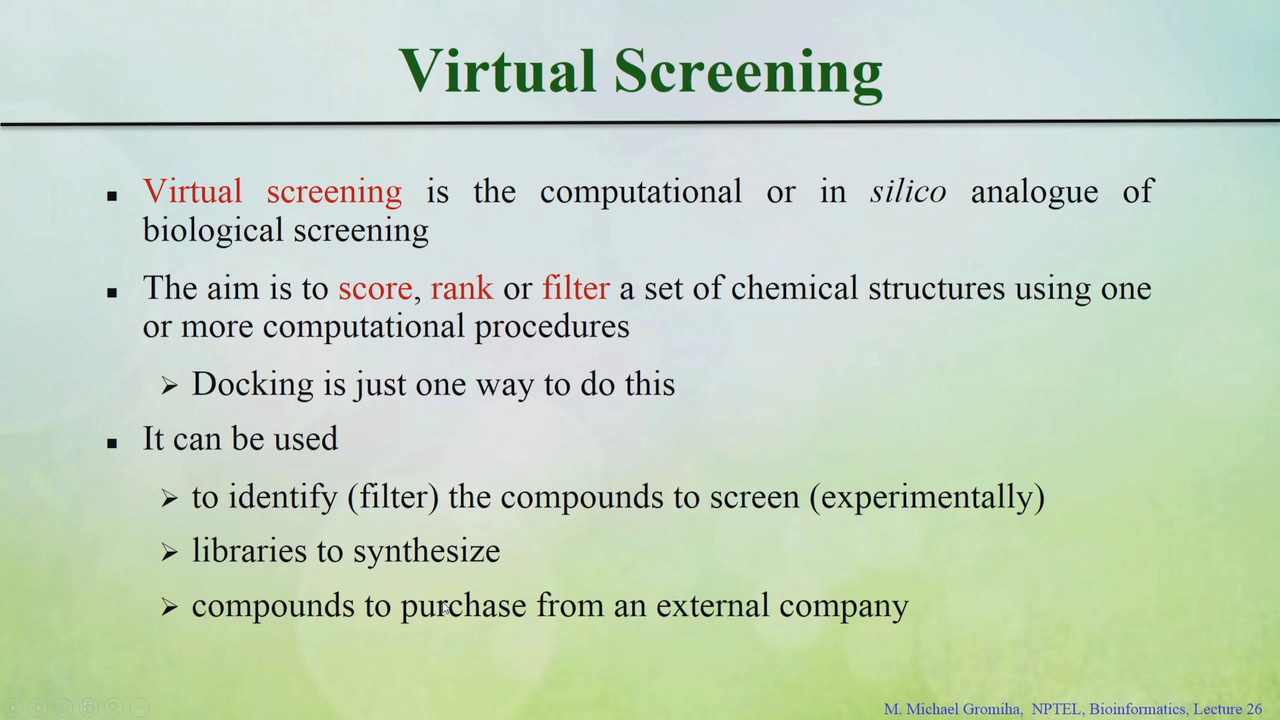 Virtual Screening
Virtual screening is the computational or in silico analogue of
biological screening
The aim is to score, rank or filter a set of chemical structures using one
or more computational procedures
Docking is just one way to do this
It can be used
to identify (filter) the compounds to screen (experimentally)
libraries to synthesize
compounds to purchase from an external company
M. Michael Gromiha, NPTEL, Bioinformatics, Lecture 26